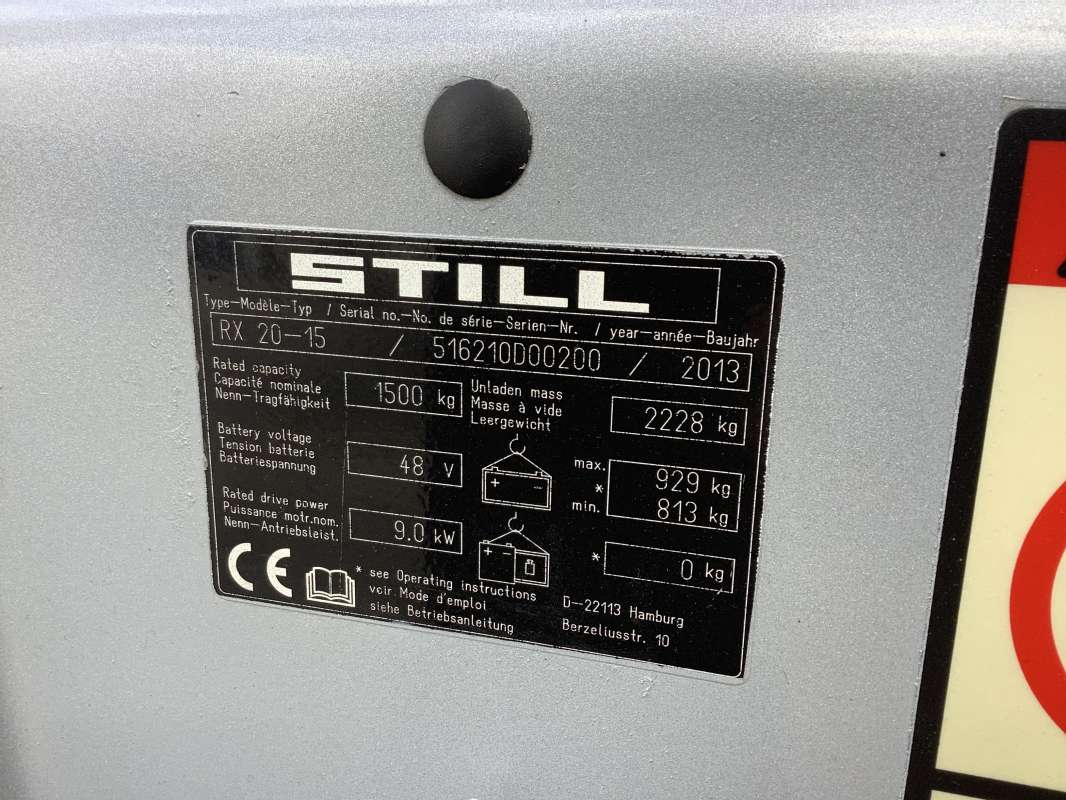 STILL
Type-Modèle-Typ / Serial no.-No. de série-Serien-Nr. / year-année-Baujahr
RX 20-15 / 516210D00200 / 2013
Rated capacity
Capacité nominale
Nenn-Tragfähigkeit
1500 kg
Unladen mass
Masse à vide
Leergewicht
2228 kg
Battery voltage
Tension batterie
Batteriespannung
48 V
max. 929 kg
*
min. 813 kg
Rated drive power
Puissance motr.nom.
Nenn-Antriebsleist.
9.0 kW
* 0 kg
CE
* see Operating instructions
voir Mode d'emploi
siehe Betriebsanleitung
D-22113 Hamburg
Berzeliusstr. 10